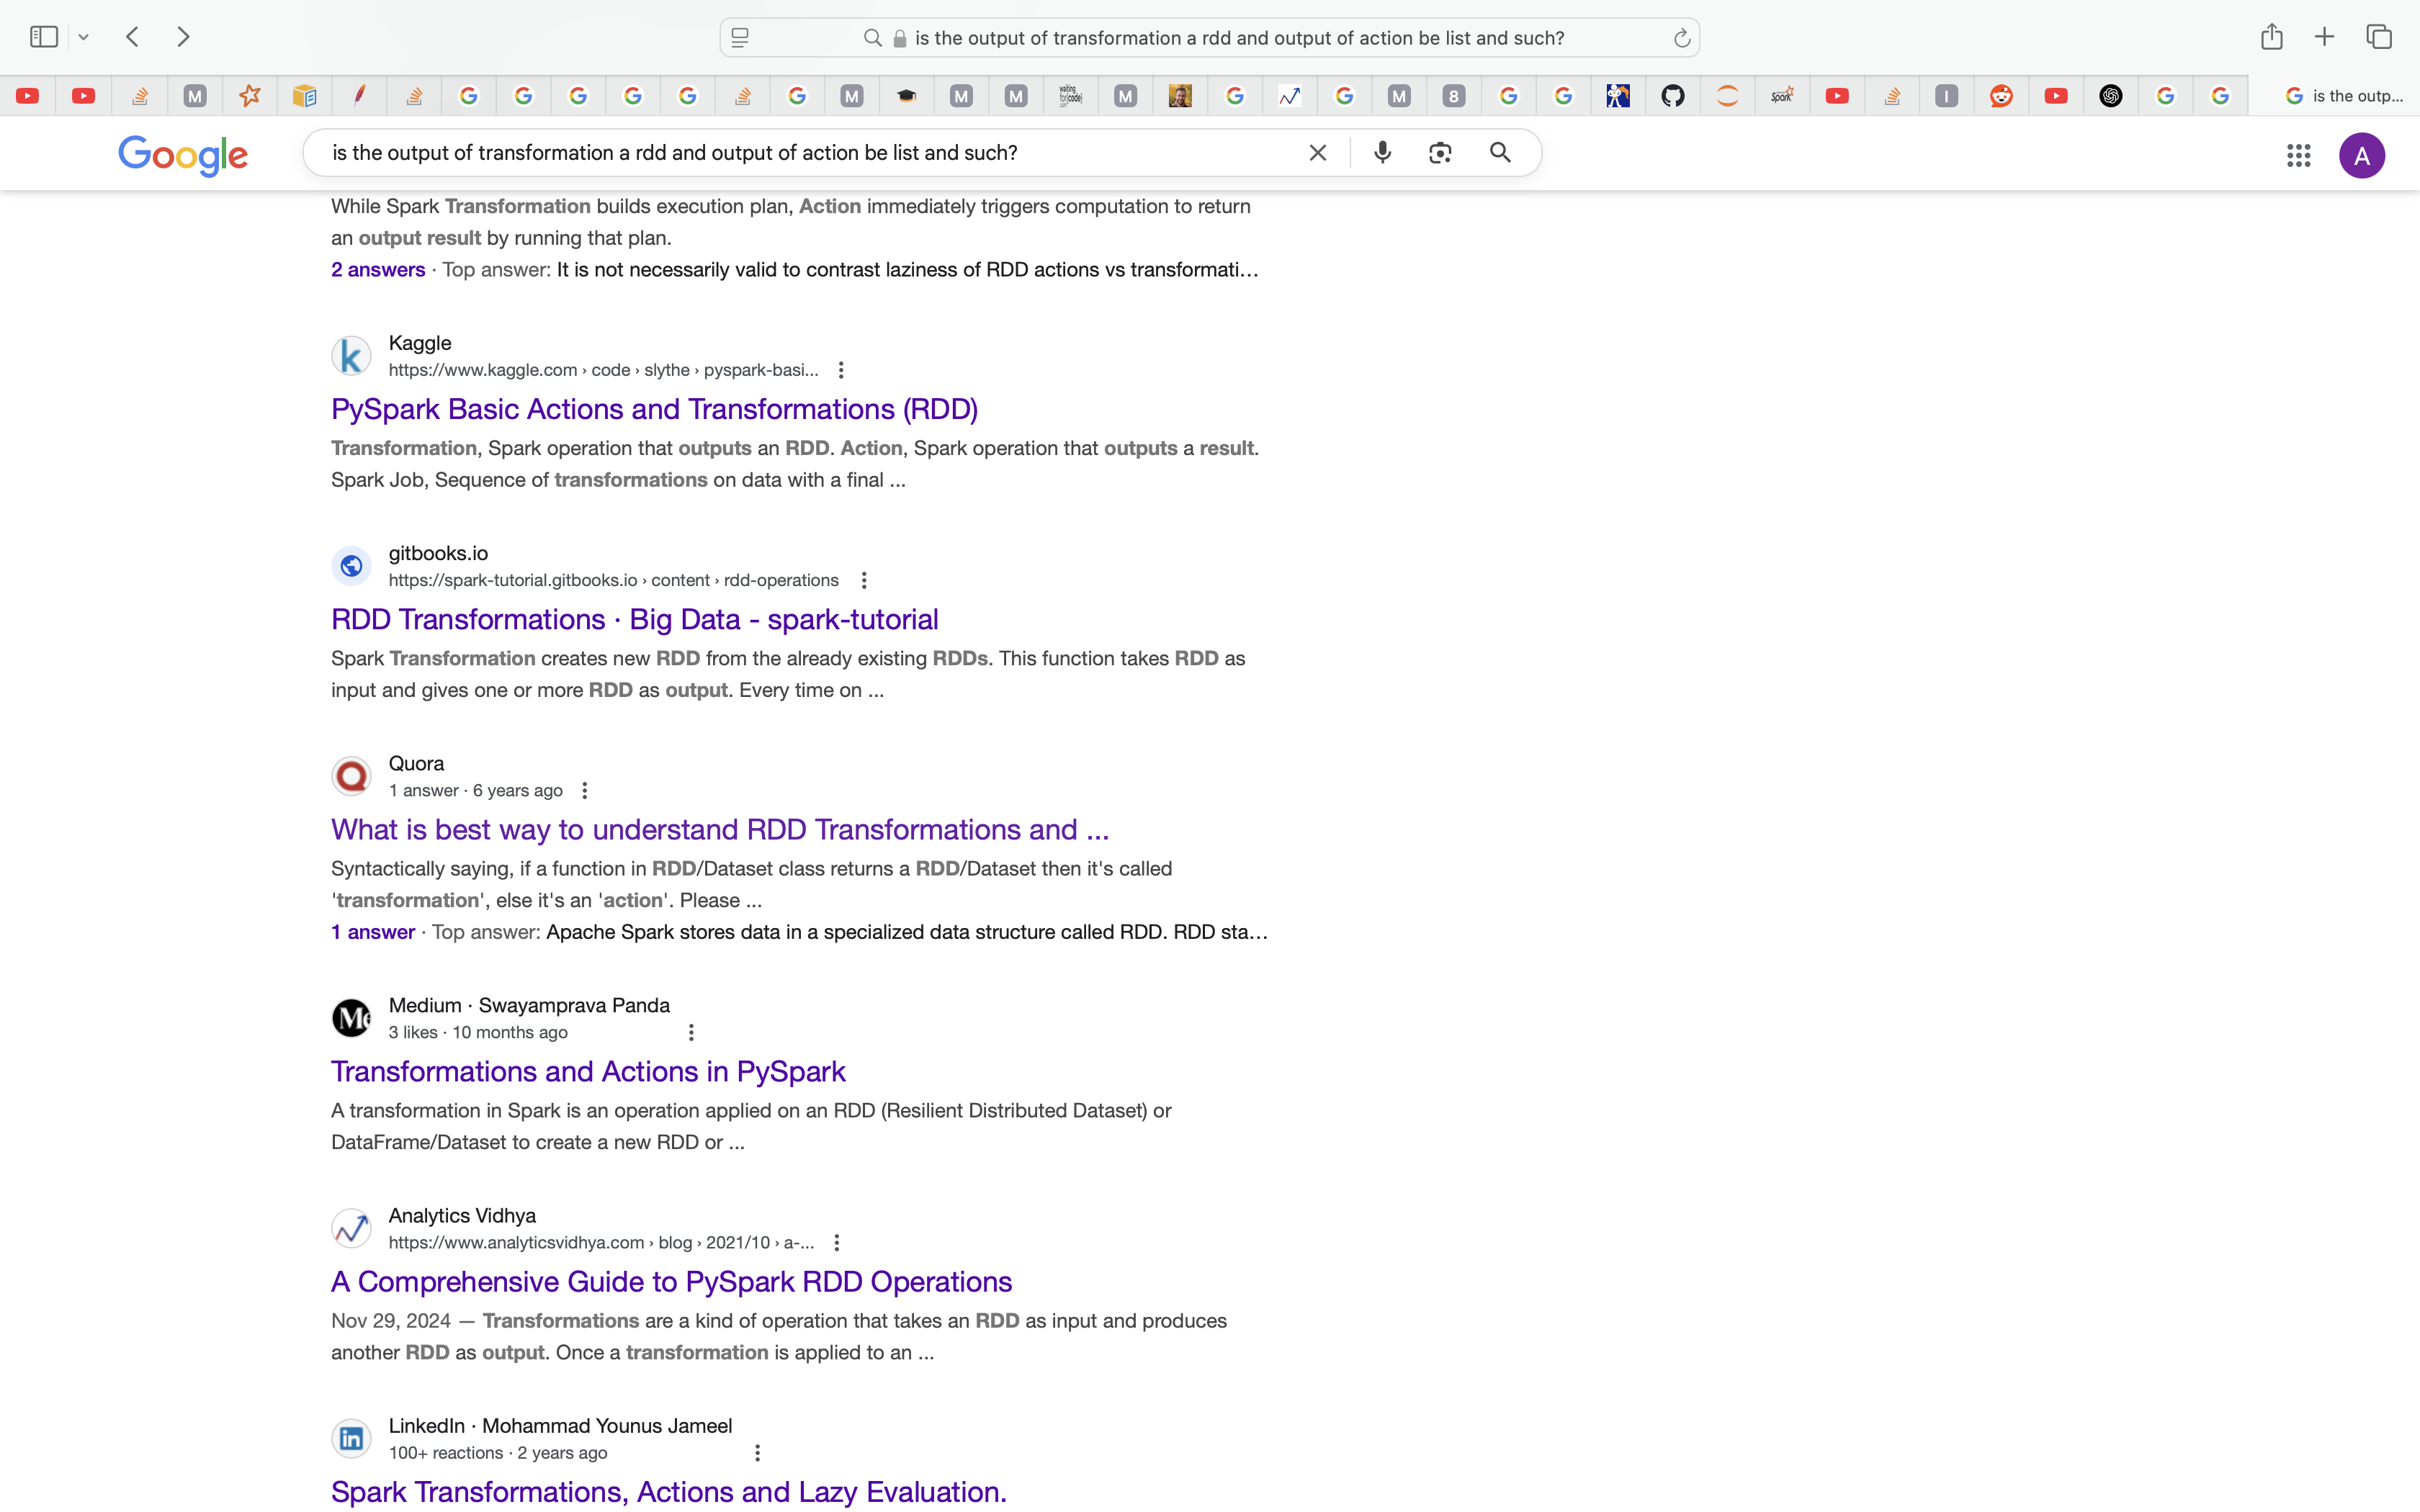 is the output of transformation a rdd and output of action be list and such?
M
M
M
M
waiting
for(code)
M
M
8
Spark
I
is the outp...
Google
is the output of transformation a rdd and output of action be list and such?
A
While Spark Transformation builds execution plan, Action immediately triggers computation to return
an output result by running that plan.
2 answers · Top answer: It is not necessarily valid to contrast laziness of RDD actions vs transformati...
k
Kaggle
https://www.kaggle.com › code › slythe › pyspark-basi...
PySpark Basic Actions and Transformations (RDD)
Transformation, Spark operation that outputs an RDD. Action, Spark operation that outputs a result.
Spark Job, Sequence of transformations on data with a final ...
gitbooks.io
https://spark-tutorial.gitbooks.io › content › rdd-operations
RDD Transformations · Big Data - spark-tutorial
Spark Transformation creates new RDD from the already existing RDDs. This function takes RDD as
input and gives one or more RDD as output. Every time on ...
Quora
1 answer · 6 years ago
What is best way to understand RDD Transformations and ...
Syntactically saying, if a function in RDD/Dataset class returns a RDD/Dataset then it's called
'transformation', else it's an 'action'. Please ...
1 answer · Top answer: Apache Spark stores data in a specialized data structure called RDD. RDD sta...
Medium · Swayamprava Panda
3 likes · 10 months ago
Transformations and Actions in PySpark
A transformation in Spark is an operation applied on an RDD (Resilient Distributed Dataset) or
DataFrame/Dataset to create a new RDD or ...
Analytics Vidhya
https://www.analyticsvidhya.com › blog › 2021/10 › a-...
A Comprehensive Guide to PySpark RDD Operations
Nov 29, 2024 — Transformations are a kind of operation that takes an RDD as input and produces
another RDD as output. Once a transformation is applied to an ...
in
LinkedIn · Mohammad Younus Jameel
100+ reactions · 2 years ago
Spark Transformations, Actions and Lazy Evaluation.